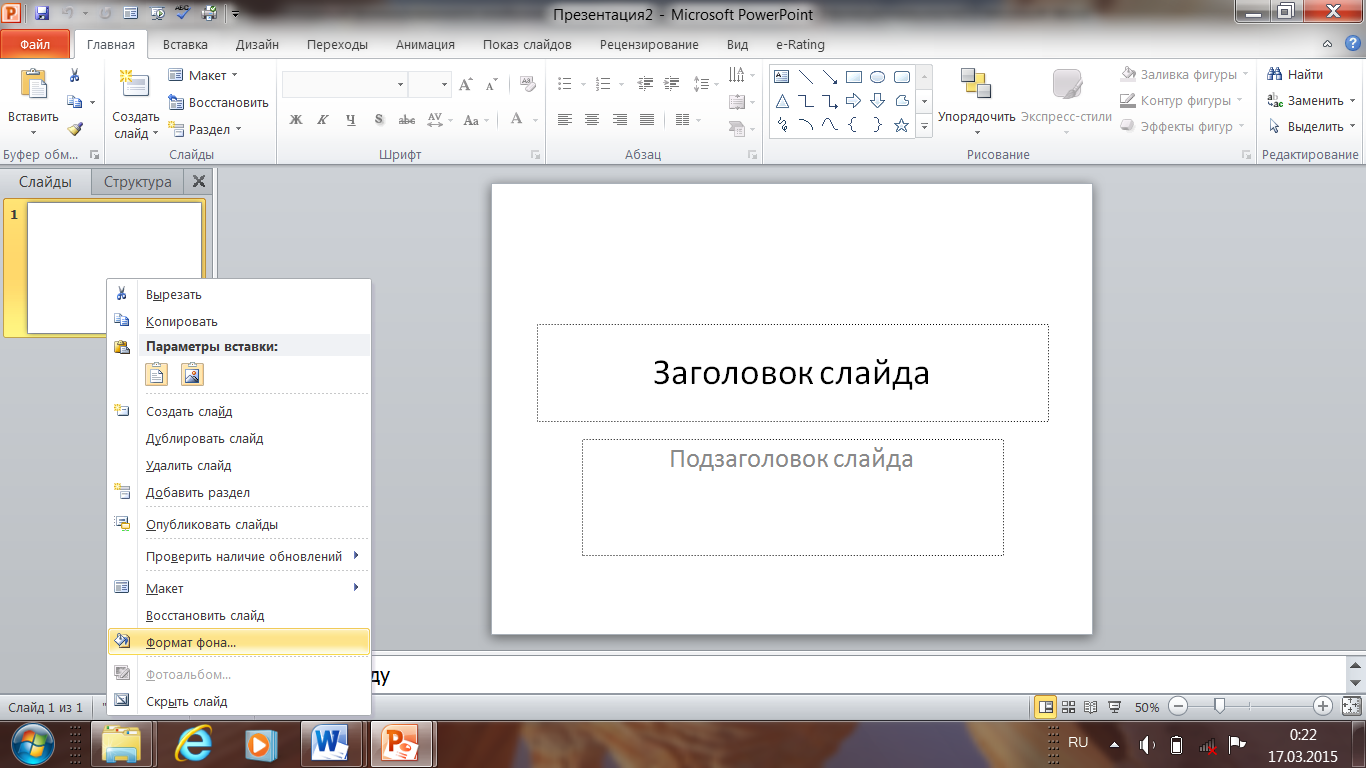 Презентация2 - Microsoft PowerPoint
Файл Главная Вставка Дизайн Переходы Анимация Показ слайдов Рецензирование Вид e-Rating
Вставить
Буфер обм...
Создать слайд
Макет
Восстановить
Раздел
Слайды
Ж К Ч S abc AV Aa A
Шрифт
Абзац
Упорядочить
Экспресс-стили
Заливка фигуры
Контур фигуры
Эффекты фигур
Рисование
Найти
Заменить
Выделить
Редактирование
Слайды Структура
1
Вырезать
Копировать
Параметры вставки:
Создать слайд
Дублировать слайд
Удалить слайд
Добавить раздел
Опубликовать слайды
Проверить наличие обновлений
Макет
Восстановить слайд
Формат фона...
Фотоальбом...
Скрыть слайд
Заголовок слайда
Подзаголовок слайда
ду
Слайд 1 из 1
50%
RU
0:22
17.03.2015